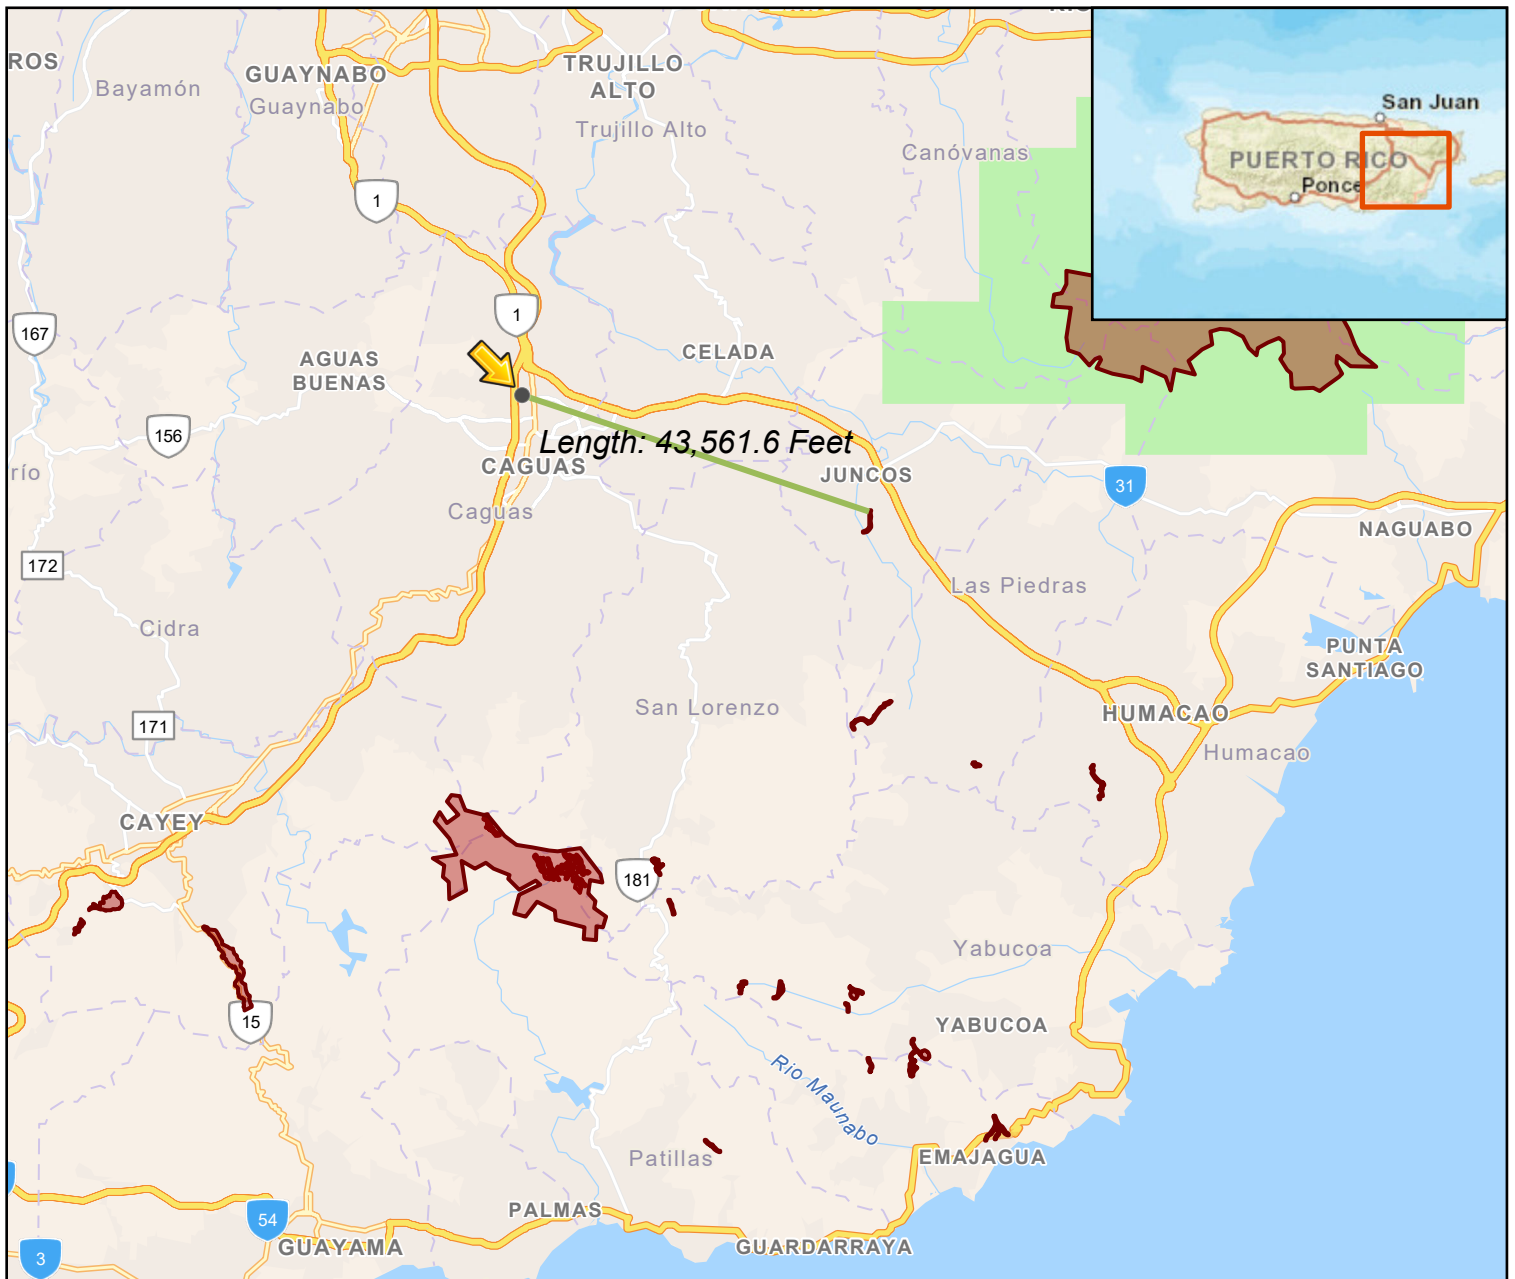 ROS
Bayamón
GUAYNABO
Guaynabo
TRUJILLO
ALTO
Trujillo Alto
Canóvanas
San Juan
PUERTO RICO
Ponce
1
1
167
AGUAS
BUENAS
CELADA
156
Length: 43,561.6 Feet
CAGUAS
JUNCOS
río
31
Caguas
NAGUABO
172
Las Piedras
Cidra
PUNTA
SANTIAGO
San Lorenzo
171
HUMACAO
Humacao
CAYEY
181
Yabucoa
15
YABUCOA
Rio Maunabo
Patillas
EMAJAGUA
PALMAS
54
GUAYAMA
GUARDARRAYA
3